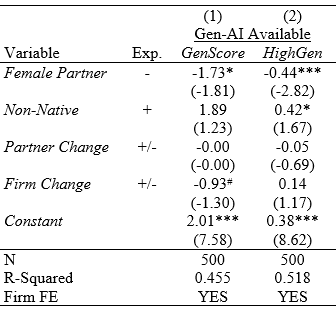 (1) (2)
Gen-AI Available
Variable Exp. GenScore HighGen
Female Partner - -1.73* -0.44***
(-1.81) (-2.82)
Non-Native + 1.89 0.42*
(1.23) (1.67)
Partner Change +/- -0.00 -0.05
(-0.00) (-0.69)
Firm Change +/- -0.93# 0.14
(-1.30) (1.17)
Constant 2.01*** 0.38***
(7.58) (8.62)
N 500 500
R-Squared 0.455 0.518
Firm FE YES YES